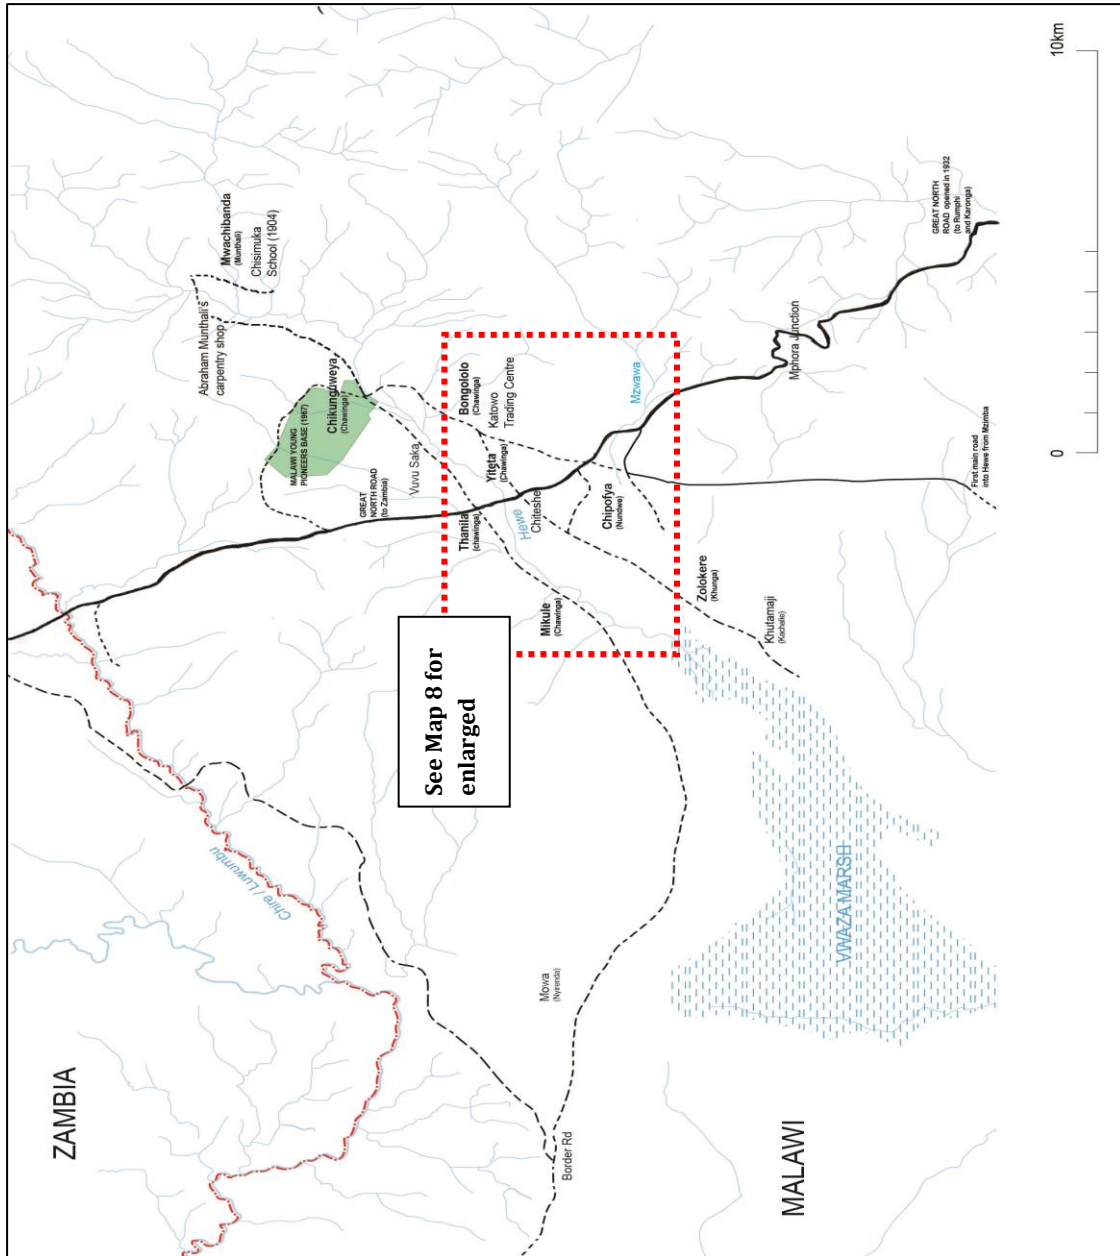 ZAMBIA
Chire / Luwumbu
GREAT
NORTH ROAD
(to Zambia)
MALAWI YOUNG
PIONEERS BASE (1967)
Chikunguweya
(Chawinga)
Abraham Munthali's
carpentry shop
Mwachibanda
(Munthali)
Chisimuka
School (1904)
Vuvu Saka
See Map 8 for
enlarged
Thanila
(chawinga)
Yiteta
(Chawinga)
Bongololo
(Chawinga)
Katowo
Trading Centre
Hewe
Chiteshe
Mikule
(Chawinga)
Chipofya
(Nundwe)
Mzwawa
Mowa
(Nyirenda)
Border Rd
Zolokere
(Khunga)
Khutamaji
(Kachalie)
Mphora Junction
VWAZA MARSH
MALAWI
First main road
into Hewe from Mzimba
GREAT NORTH
ROAD opened in 1932
(to Rumphi
and Karonga)
0
10km